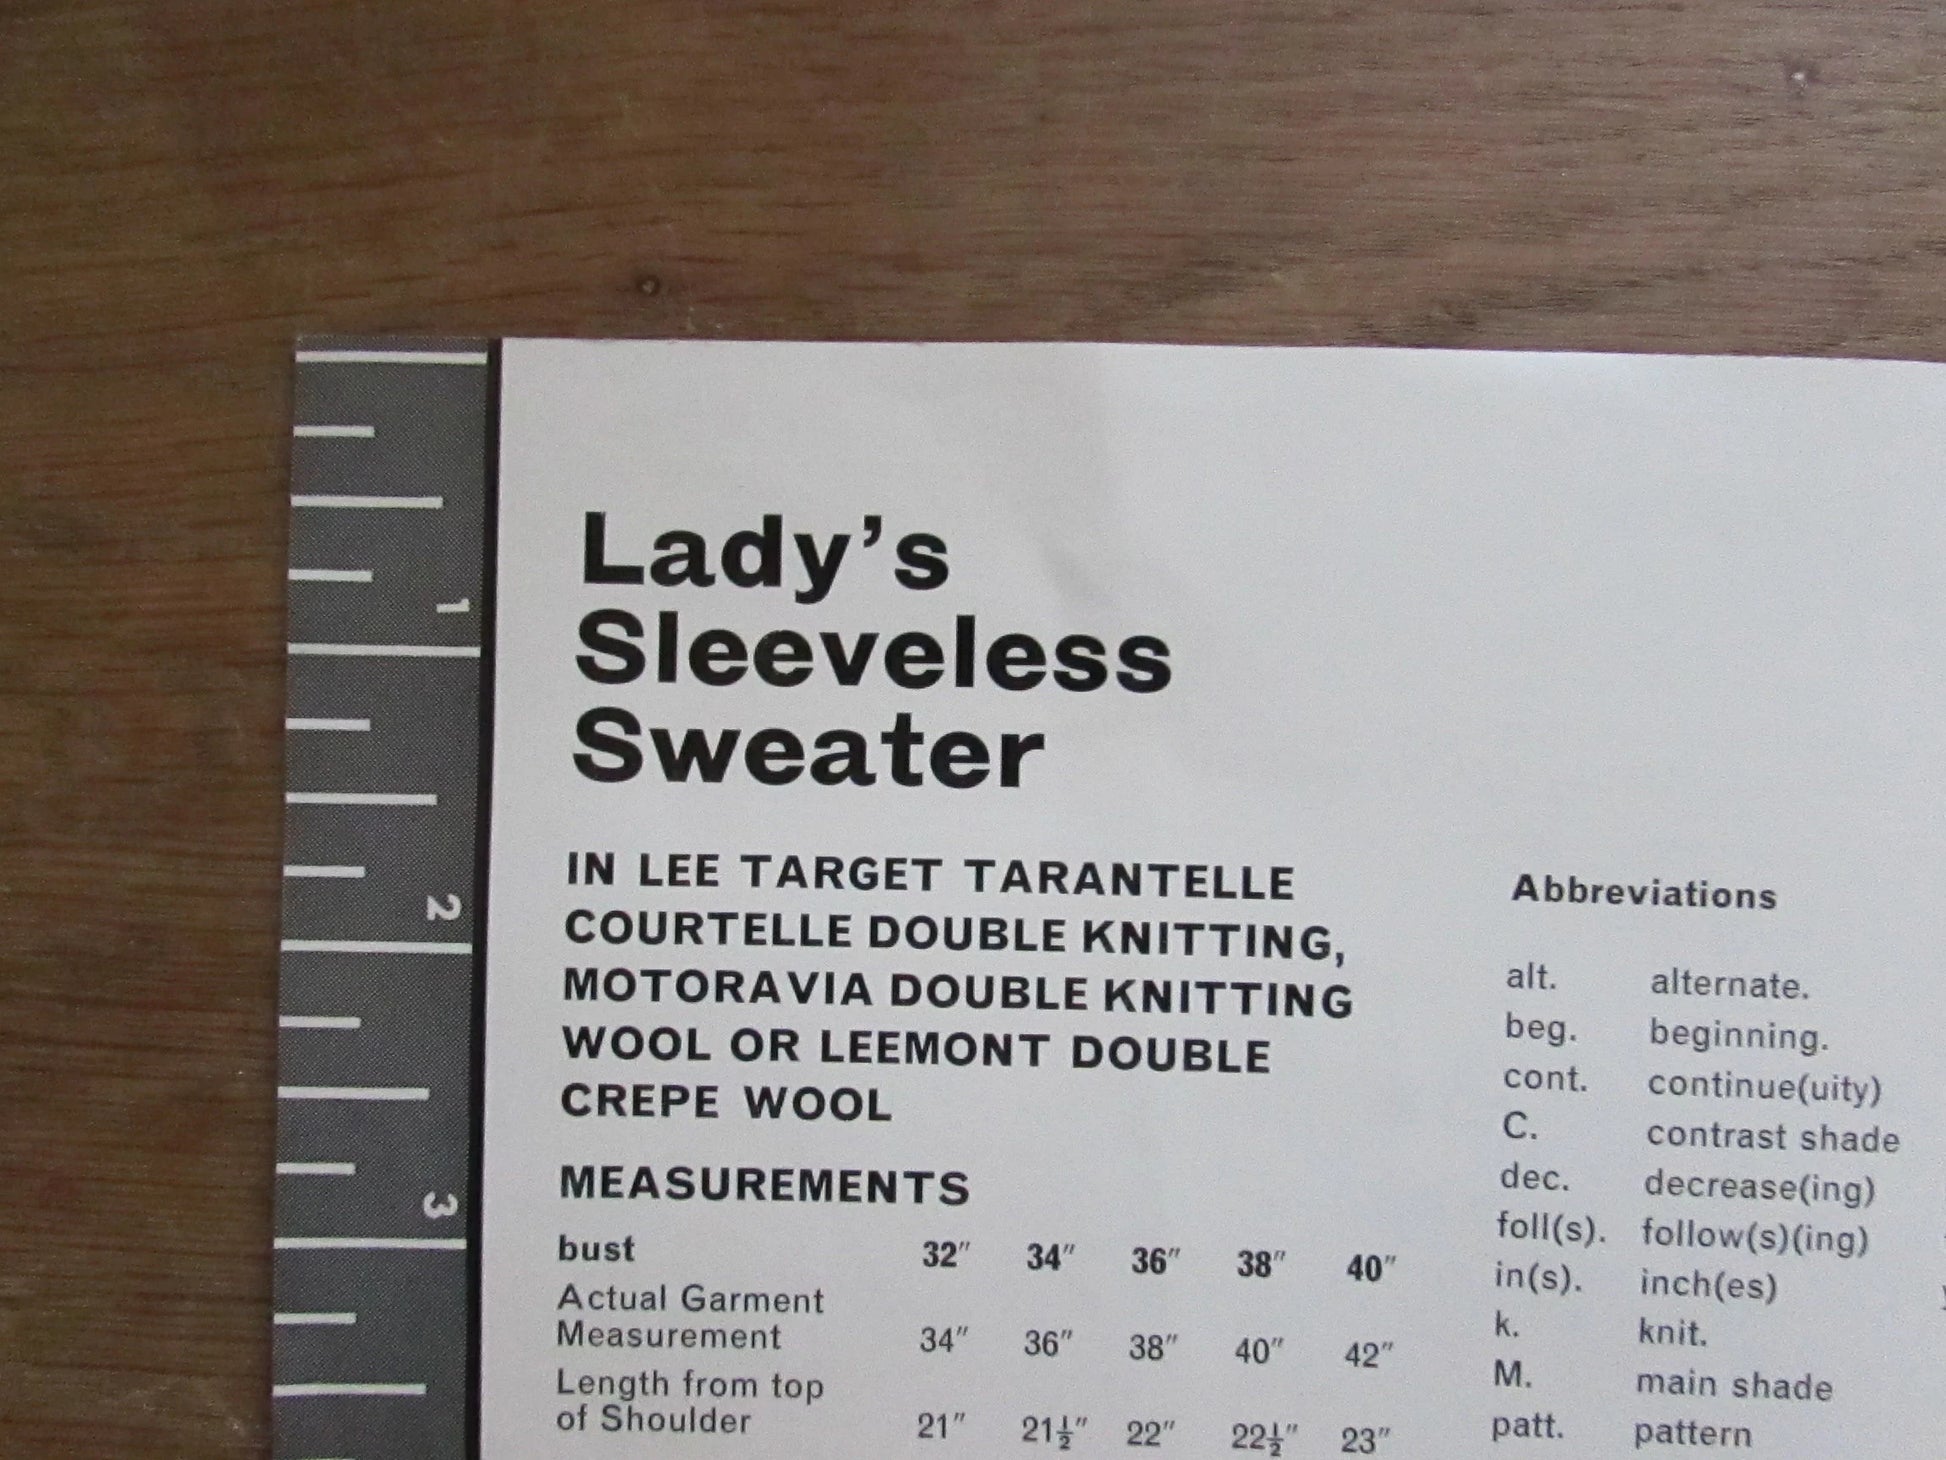 Lady's
Sleeveless
Sweater
IN LEE TARGET TARANTELLE
COURTELLE DOUBLE KNITTING,
MOTORAVIA DOUBLE KNITTING
WOOL OR LEEMONT DOUBLE
CREPE WOOL
MEASUREMENTS
bust 32" 34" 36" 38" 40"
Actual Garment
Measurement 34" 36" 38" 40" 42"
Length from top
of Shoulder 21" 21½" 22" 22½" 23"
Abbreviations
alt. alternate.
beg. beginning.
cont. continue(uity)
C. contrast shade
dec. decrease(ing)
foll(s). follow(s)(ing)
in(s). inch(es)
k. knit.
M. main shade
patt. pattern
1
2
3